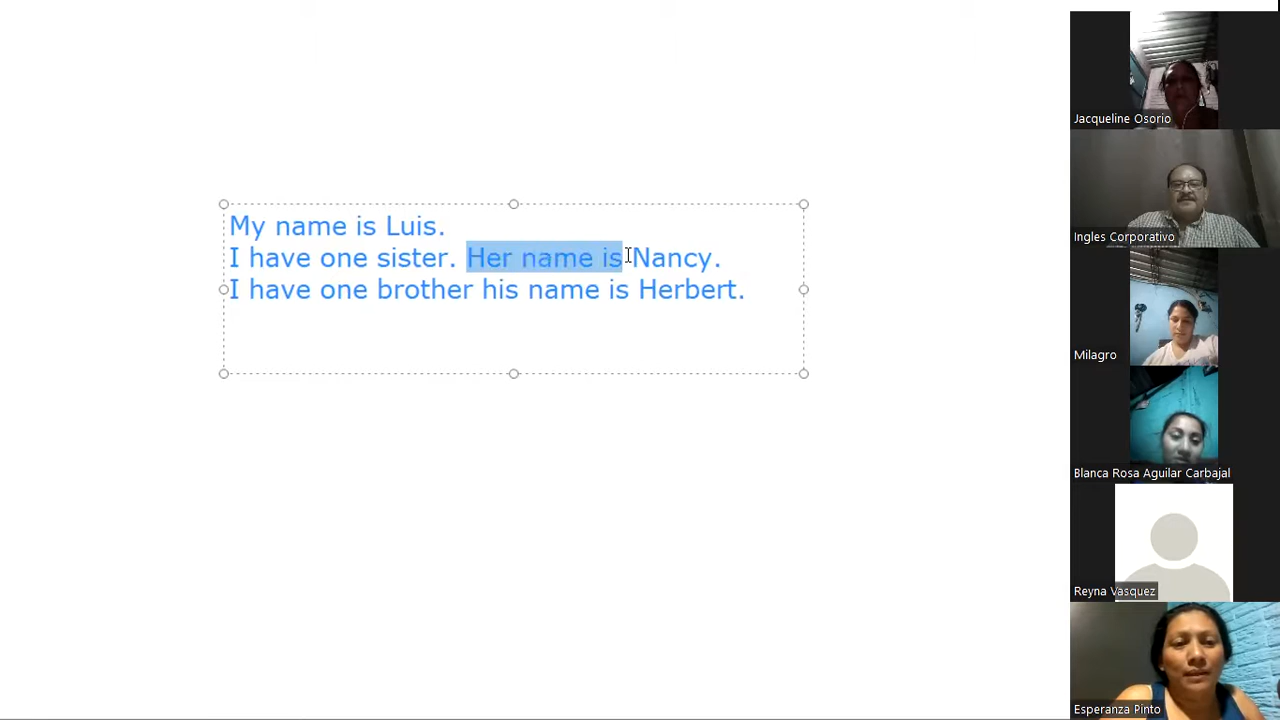 My name is Luis.
I have one sister. Her name is Nancy.
I have one brother his name is Herbert.
Jacqueline Osorio
Ingles Corporativo
Milagro
Blanca Rosa Aguilar Carbajal
Reyna Vasquez
Esperanza Pinto